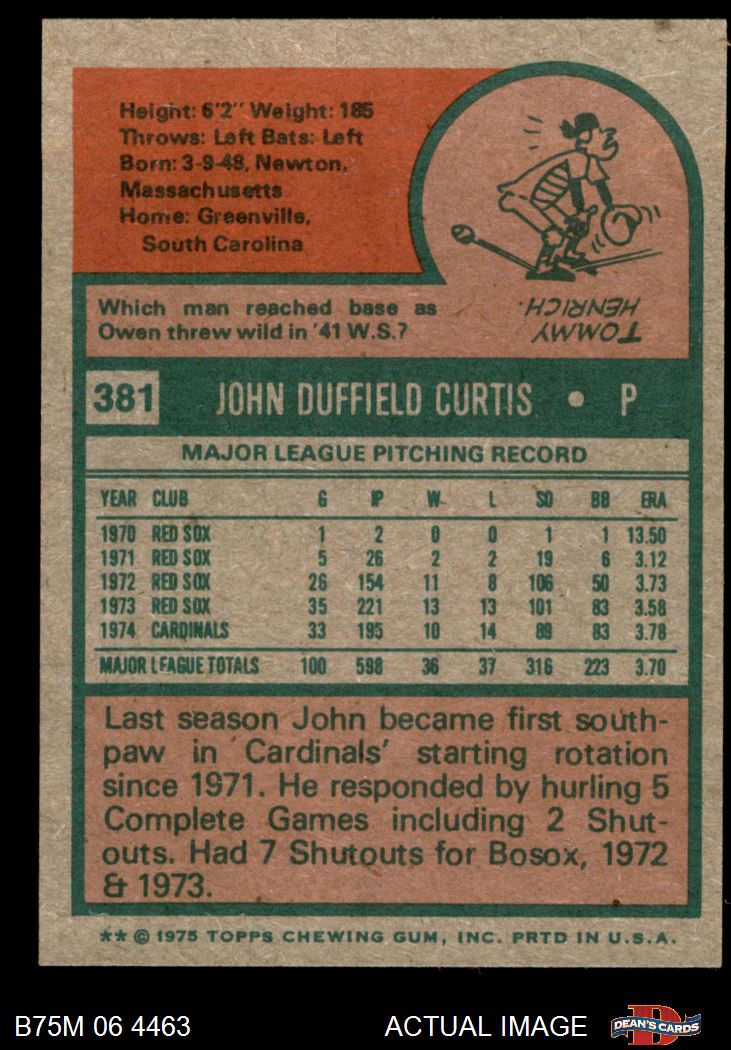 Height: 6'2" Weight: 185
Throws: Left Bats: Left
Born: 3-9-48, Newton,
Massachusetts
Home: Greenville,
South Carolina
Which man reached base as
Owen threw wild in '41 W.S.?
TOMMY
HENRICH.
381 JOHN DUFFIELD CURTIS • P
MAJOR LEAGUE PITCHING RECORD
YEAR CLUB G IP W L SO BB ERA
1970 RED SOX 1 2 0 0 1 1 13.50
1971 RED SOX 5 26 2 2 19 6 3.12
1972 RED SOX 26 154 11 8 106 50 3.73
1973 RED SOX 35 221 13 13 101 83 3.58
1974 CARDINALS 33 195 10 14 89 83 3.78
MAJOR LEAGUE TOTALS 100 598 36 37 316 223 3.70
Last season John became first south-
paw in Cardinals' starting rotation
since 1971. He responded by hurling 5
Complete Games including 2 Shut-
outs. Had 7 Shutouts for Bosox, 1972
& 1973.
** © 1975 TOPPS CHEWING GUM, INC. PRTD IN U.S.A.
B75M 06 4463 ACTUAL IMAGE
D
DEAN'S CARDS